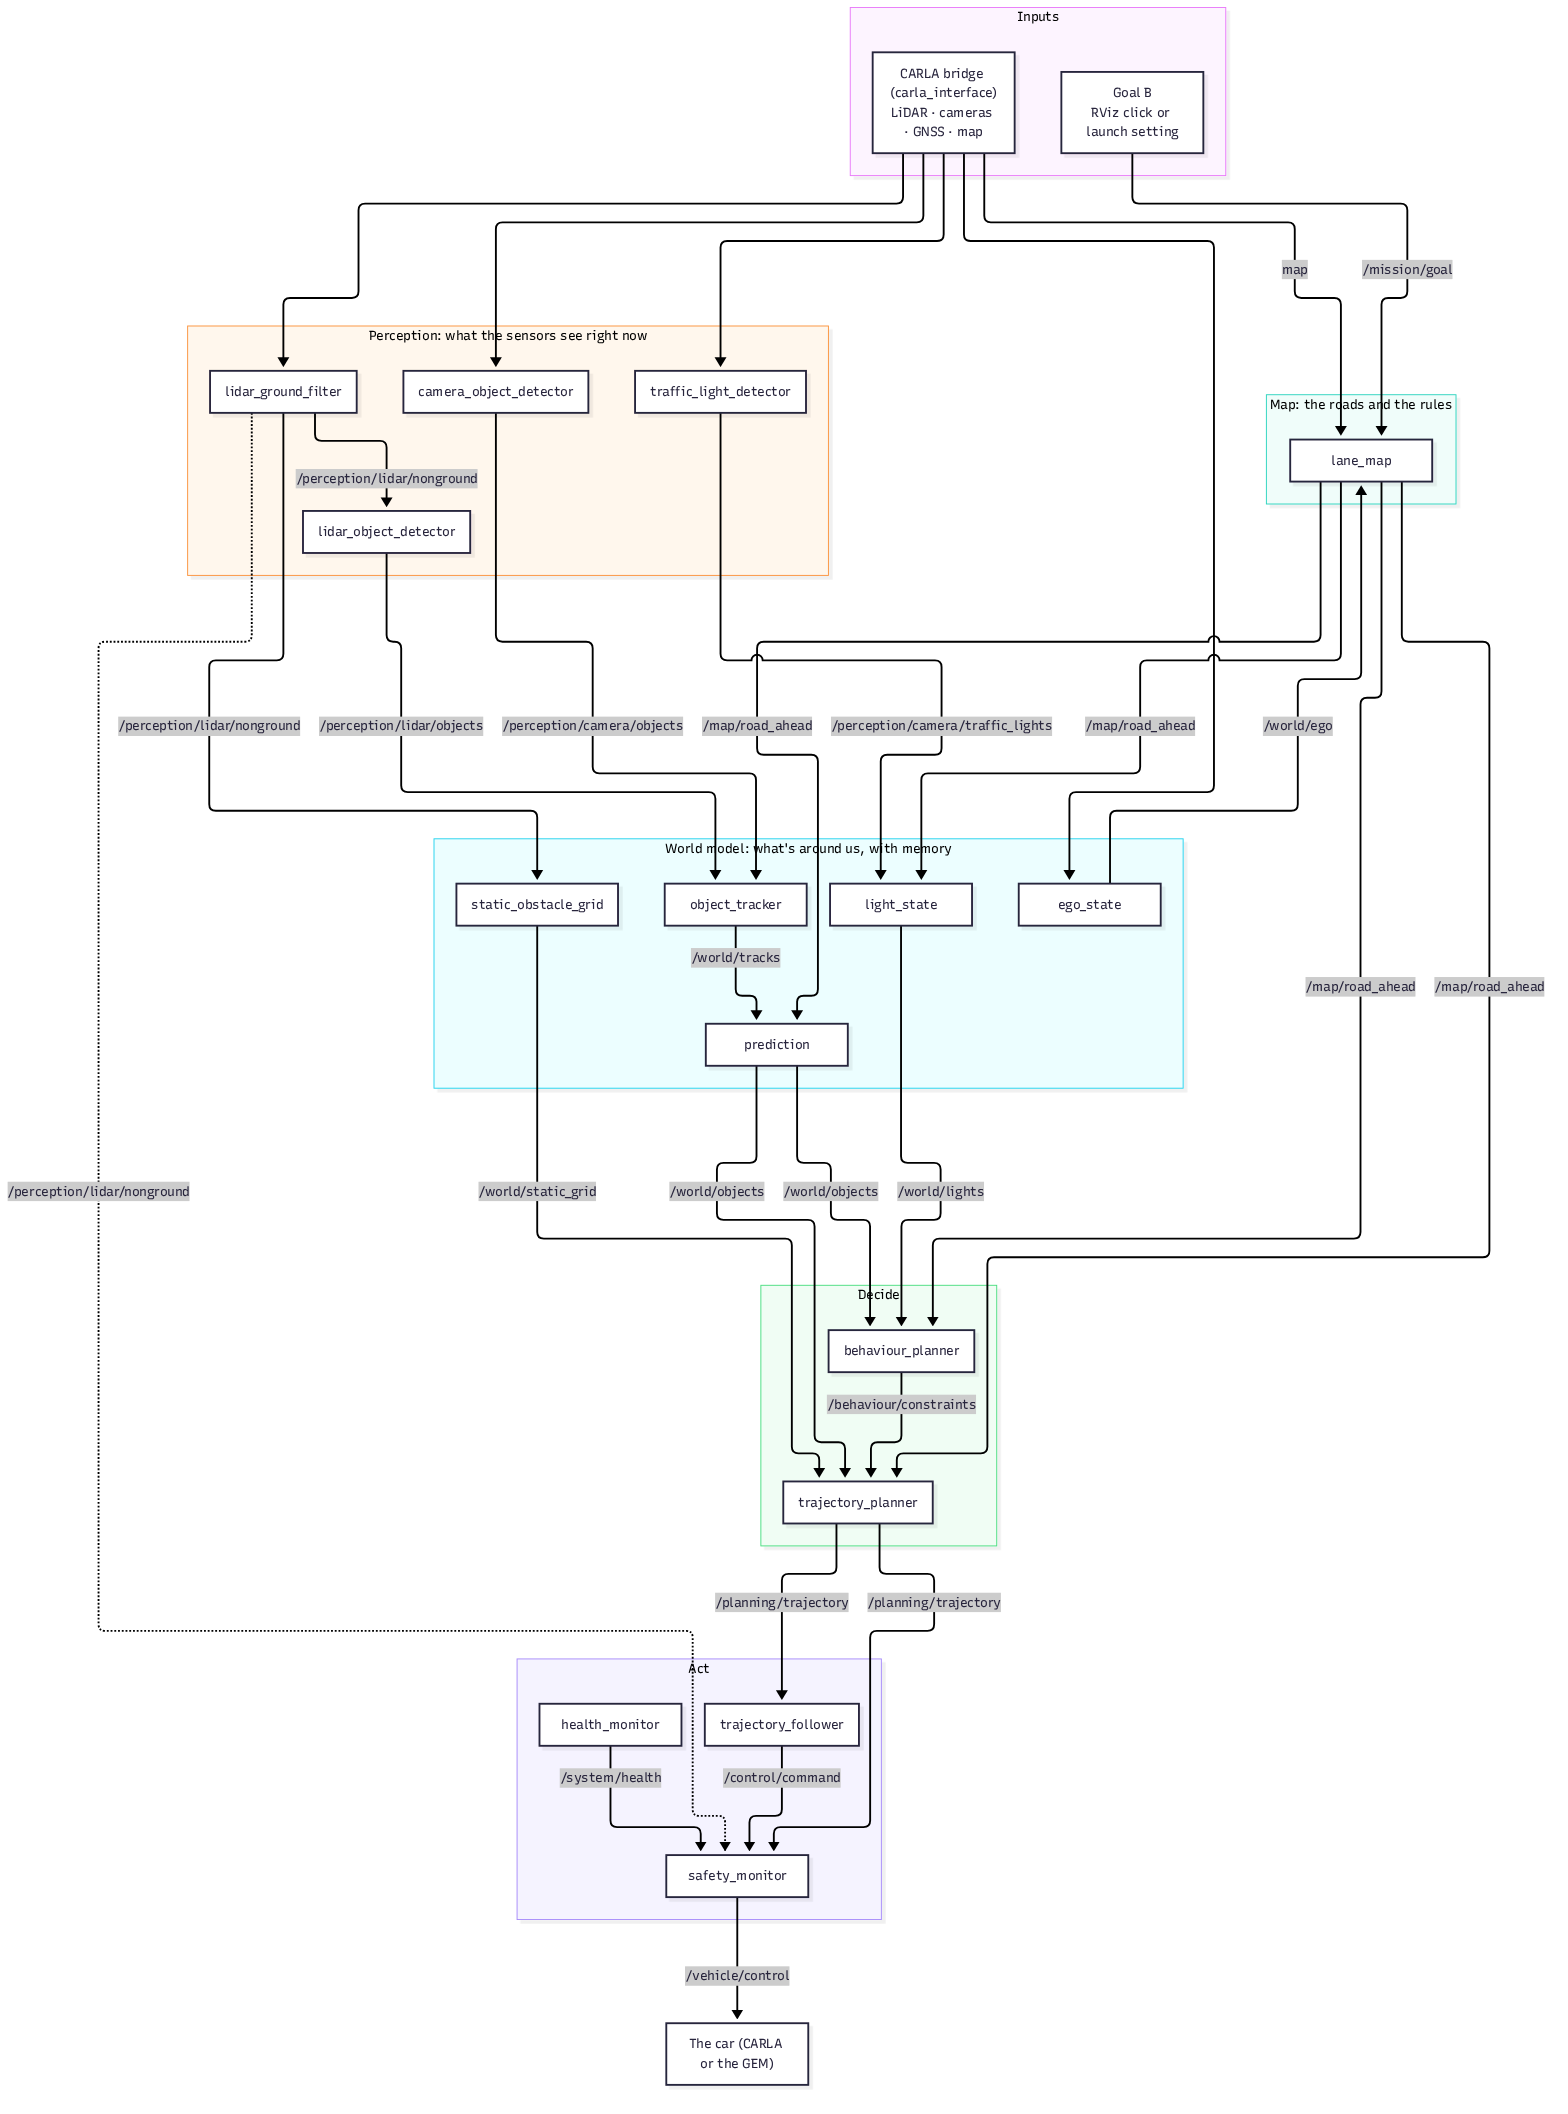 Inputs
CARLA bridge
(carla_interface)
LiDAR · cameras
· GNSS · map
Goal B
RViz click or
launch setting
map
/mission/goal
Perception: what the sensors see right now
lidar_ground_filter
camera_object_detector
traffic_light_detector
Map: the roads and the rules
lane_map
/perception/lidar/nonground
lidar_object_detector
/perception/lidar/nonground
/perception/lidar/objects
/perception/camera/objects
/map/road_ahead
/perception/camera/traffic_lights
/map/road_ahead
/world/ego
World model: what's around us, with memory
static_obstacle_grid
object_tracker
light_state
ego_state
/world/tracks
/map/road_ahead
/map/road_ahead
prediction
/perception/lidar/nonground
/world/static_grid
/world/objects
/world/objects
/world/lights
Decide
behaviour_planner
/behaviour/constraints
trajectory_planner
/planning/trajectory
/planning/trajectory
Act
health_monitor
trajectory_follower
/system/health
/control/command
safety_monitor
/vehicle/control
The car (CARLA
or the GEM)